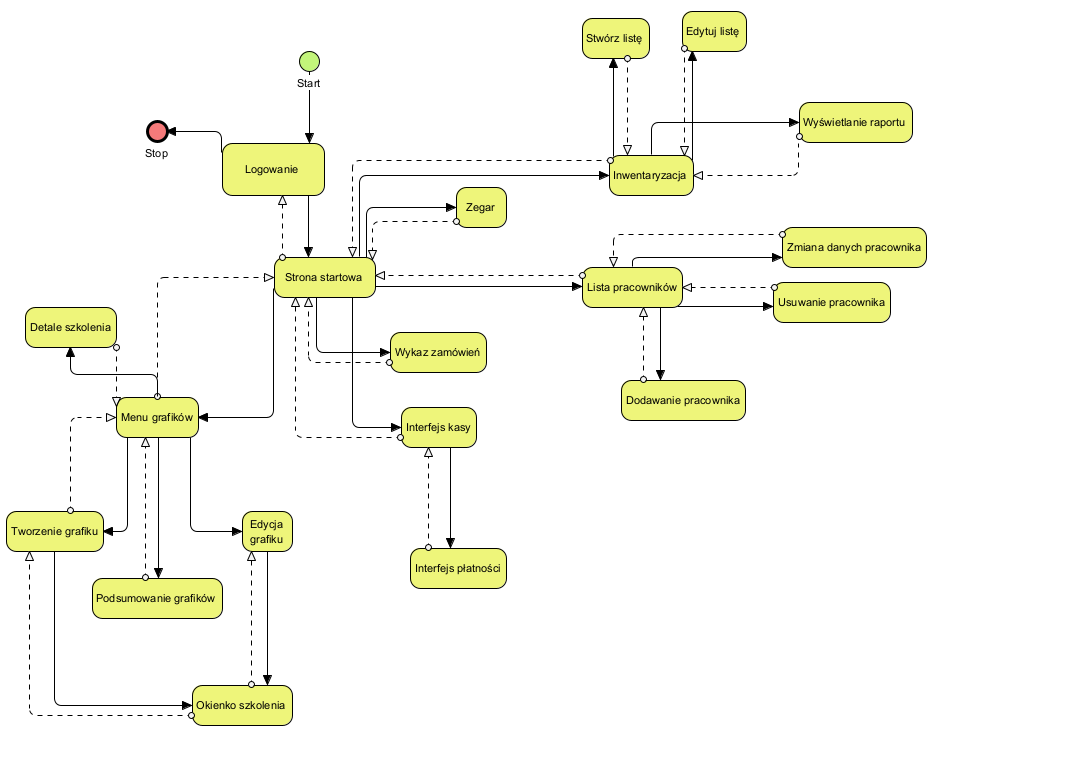 Stwórz listę
Edytuj listę
Start
Wyświetlanie raportu
Stop
Logowanie
Inwentaryzacja
Zegar
Zmiana danych pracownika
Strona startowa
Lista pracowników
Usuwanie pracownika
Detale szkolenia
Wykaz zamówień
Dodawanie pracownika
Menu grafików
Interfejs kasy
Tworzenie grafiku
Edycja
grafiku
Interfejs płatności
Podsumowanie grafików
Okienko szkolenia